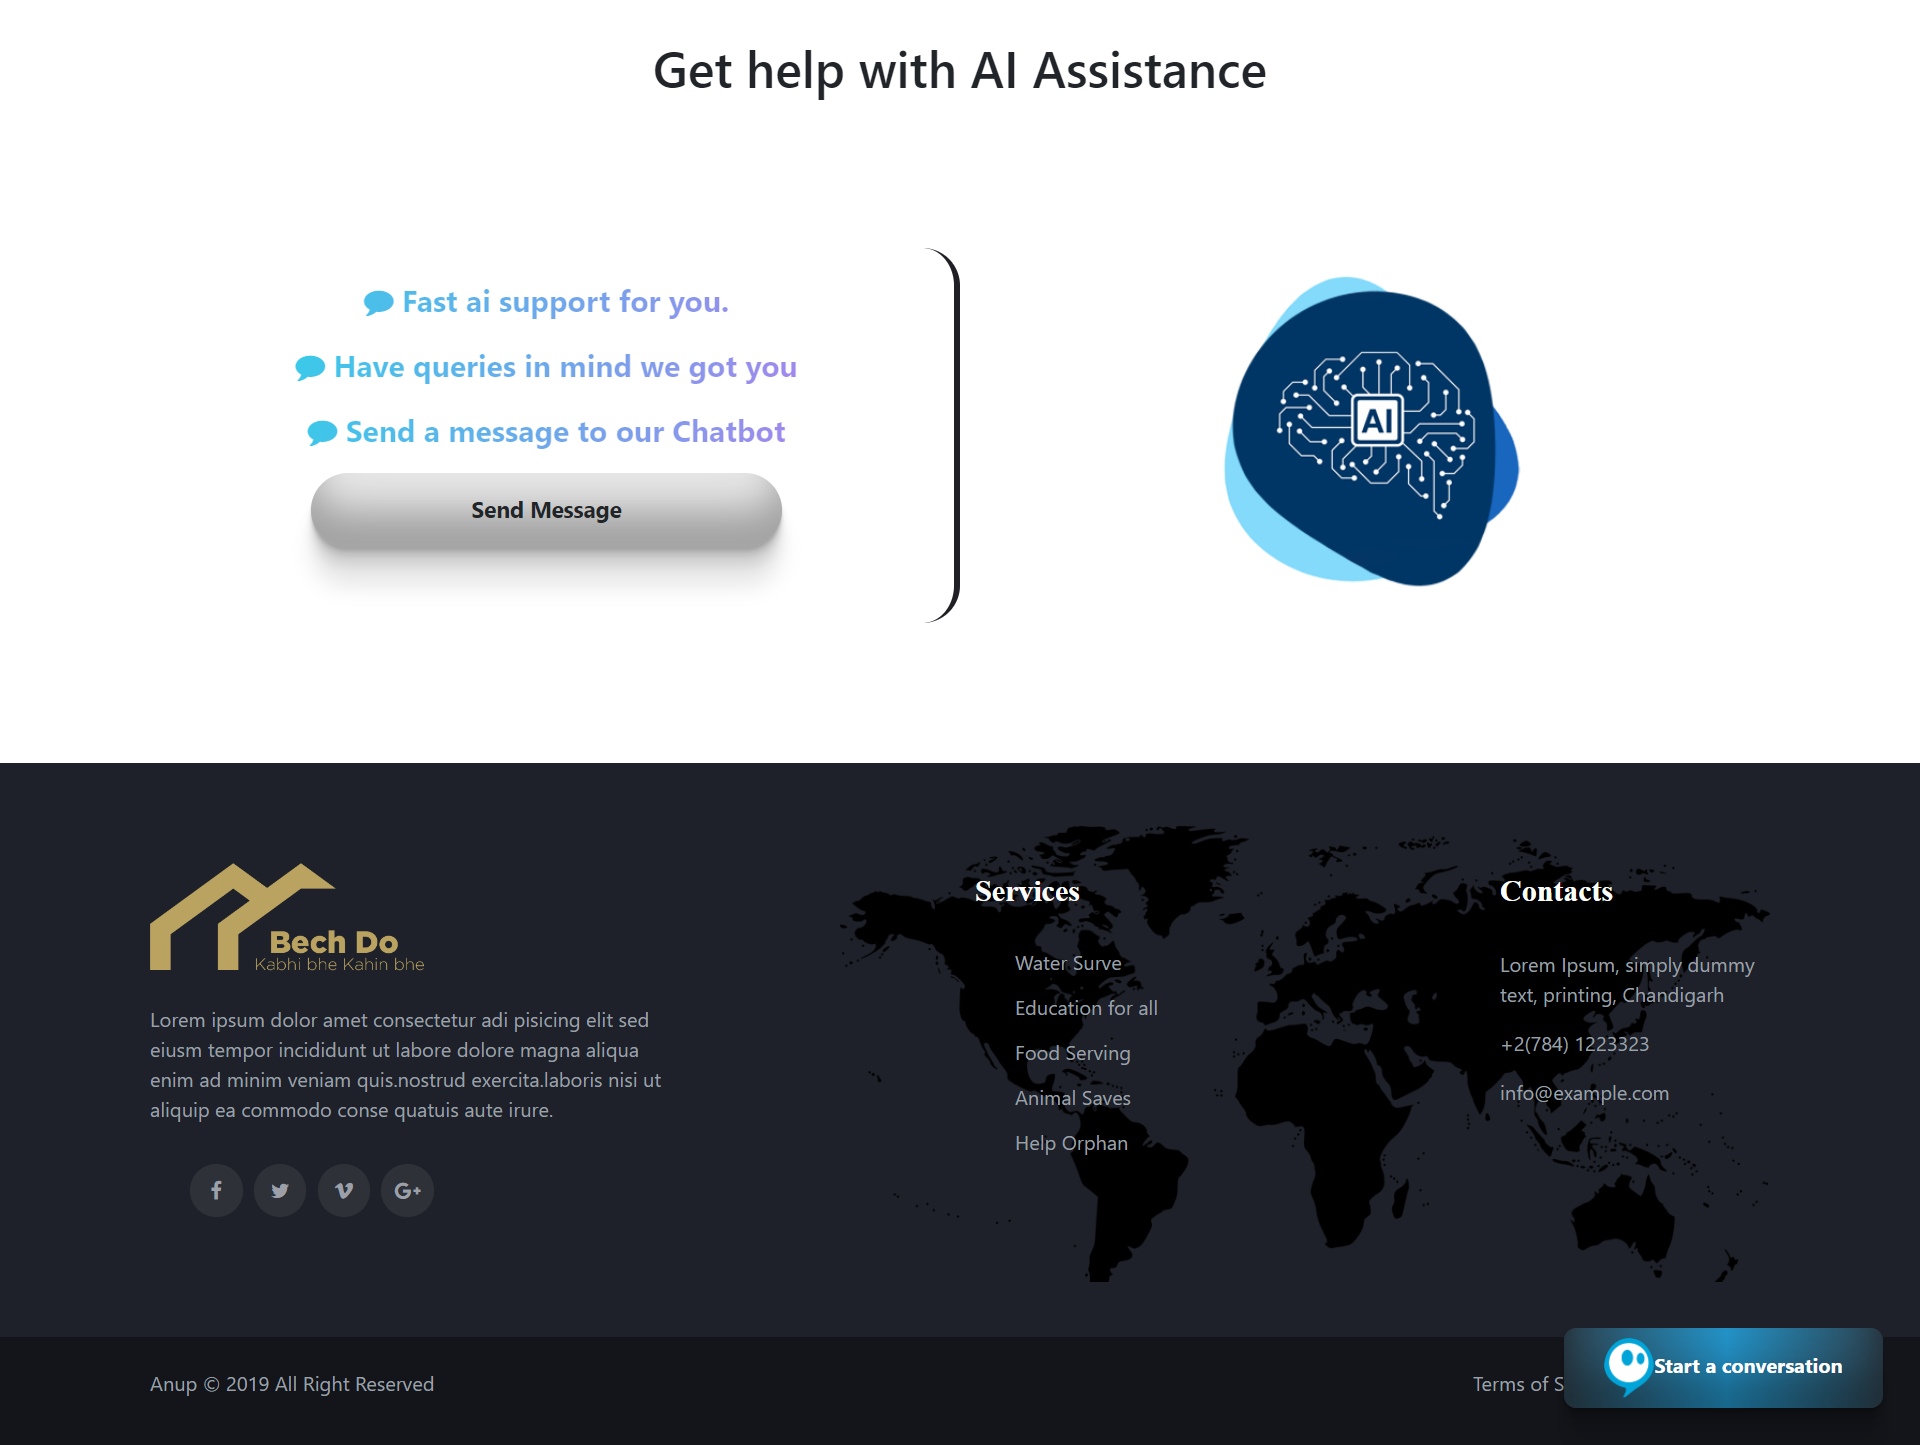 Get help with AI Assistance
Fast ai support for you.
Have queries in mind we got you
Send a message to our Chatbot
Send Message
AI
Bech Do
Kabhi bhe Kahin bhe
Lorem ipsum dolor amet consectetur adi pisicing elit sed
eiusm tempor incididunt ut labore dolore magna aliqua
enim ad minim veniam quis.nostrud exercita.laboris nisi ut
aliquip ea commodo conse quatuis aute irure.
Services
Water Surve
Education for all
Food Serving
Animal Saves
Help Orphan
Contacts
Lorem Ipsum, simply dummy
text, printing, Chandigarh
+2(784) 1223323
info@example.com
Anup © 2019 All Right Reserved
Terms of S
Start a conversation